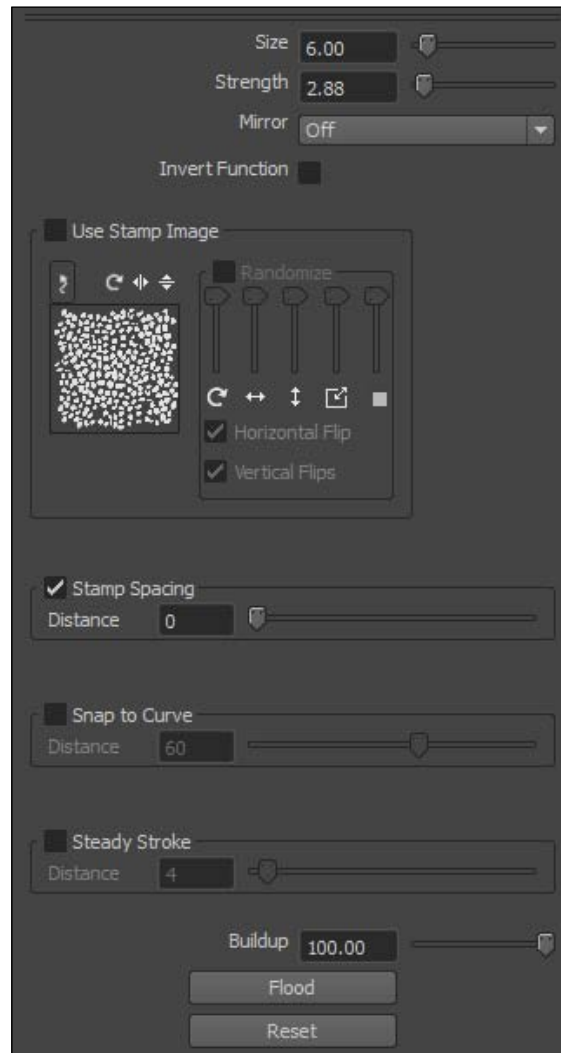 Size 6.00
Strength 2.88
Mirror Off
Invert Function
Use Stamp Image
Randomize
Horizontal Flip
Vertical Flips
Stamp Spacing
Distance 0
Snap to Curve
Distance 60
Steady Stroke
Distance 4
Buildup 100.00
Flood
Reset